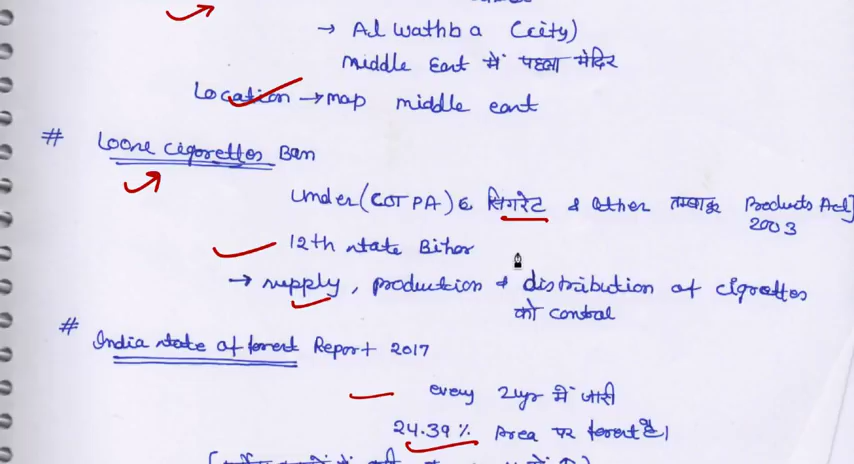 → Al Wathba (city)
middle East में पहला मंदिर
Location → map middle east
# Loose cigarettes Ban
under (COTPA) सिगरेट & other तम्बाकू Products Act] 2003
12th state Bihar
→ supply, production & distribution of cigarettes
को control
# India state of forest Report 2017
every 2yr में जारी
24.39 % Area पर forest है।